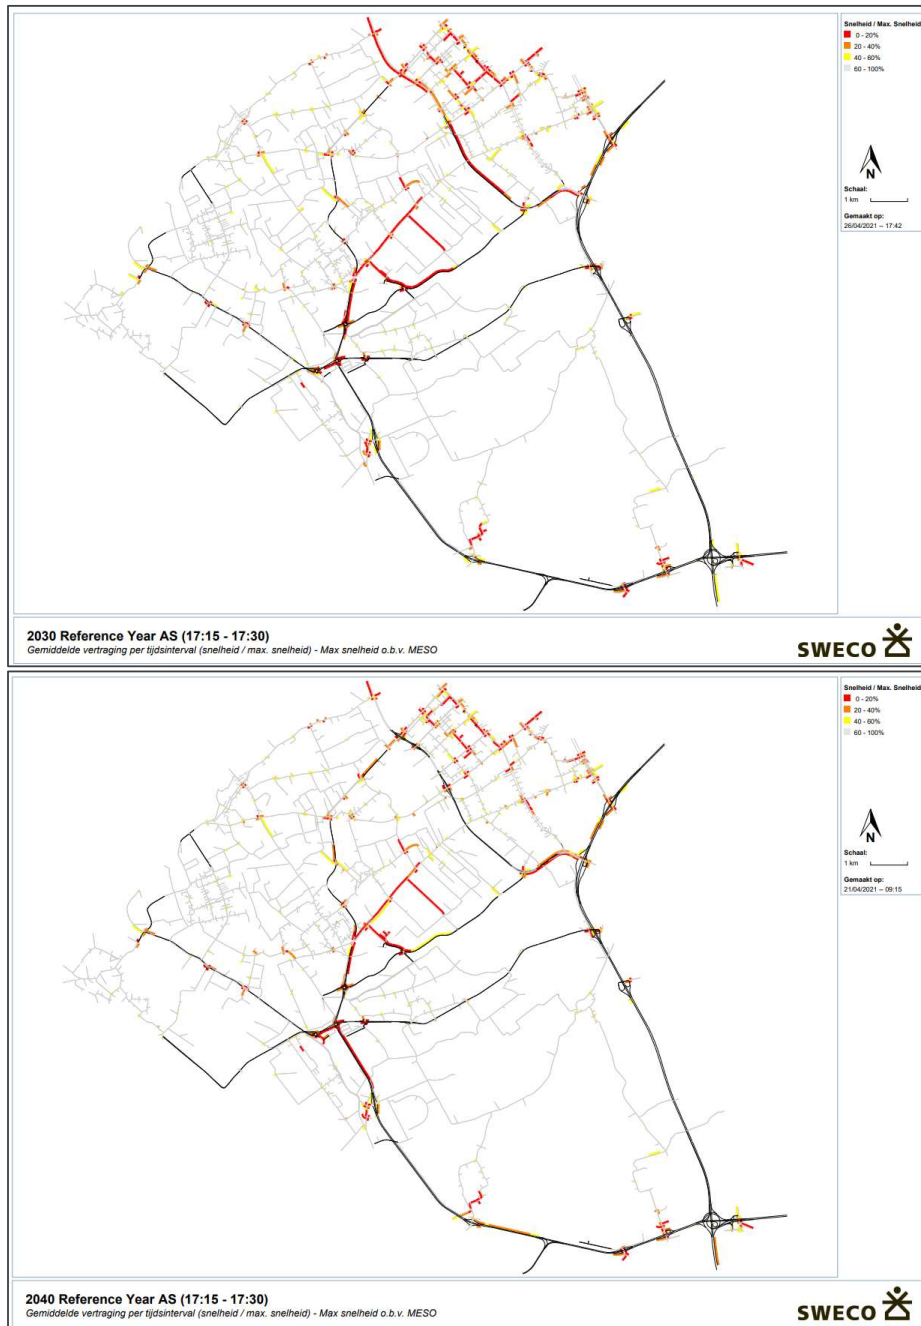 Snelheid / Max. Snelheid
0 - 20%
20 - 40%
40 - 60%
60 - 100%
N
Schaal:
1 km
Gemaakt op:
26/04/2021 – 17:42
2030 Reference Year AS (17:15 - 17:30)
Gemiddelde vertraging per tijdsinterval (snelheid / max. snelheid) - Max snelheid o.b.v. MESO
SWECO
Snelheid / Max. Snelheid
0 - 20%
20 - 40%
40 - 60%
60 - 100%
N
Schaal:
1 km
Gemaakt op:
21/04/2021 – 09:15
2040 Reference Year AS (17:15 - 17:30)
Gemiddelde vertraging per tijdsinterval (snelheid / max. snelheid) - Max snelheid o.b.v. MESO
SWECO